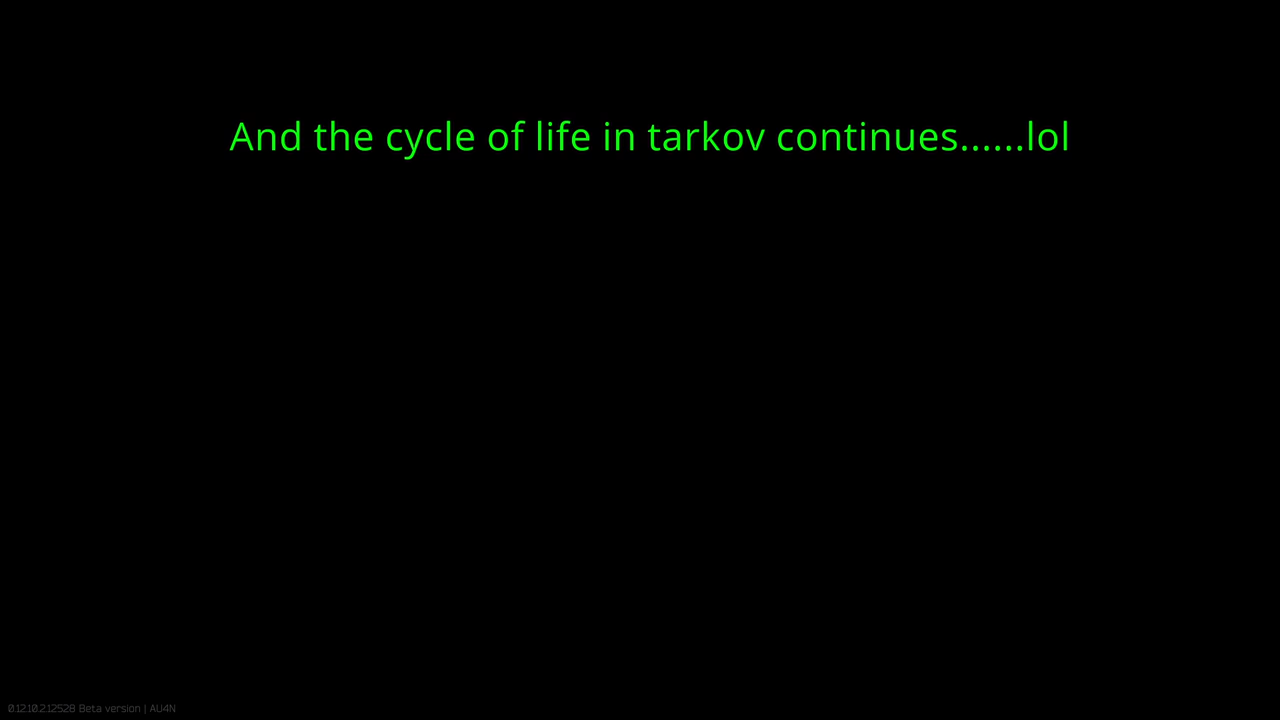 And the cycle of life in tarkov continues......lol
0.12.10.2.12528 Beta version | AU4N